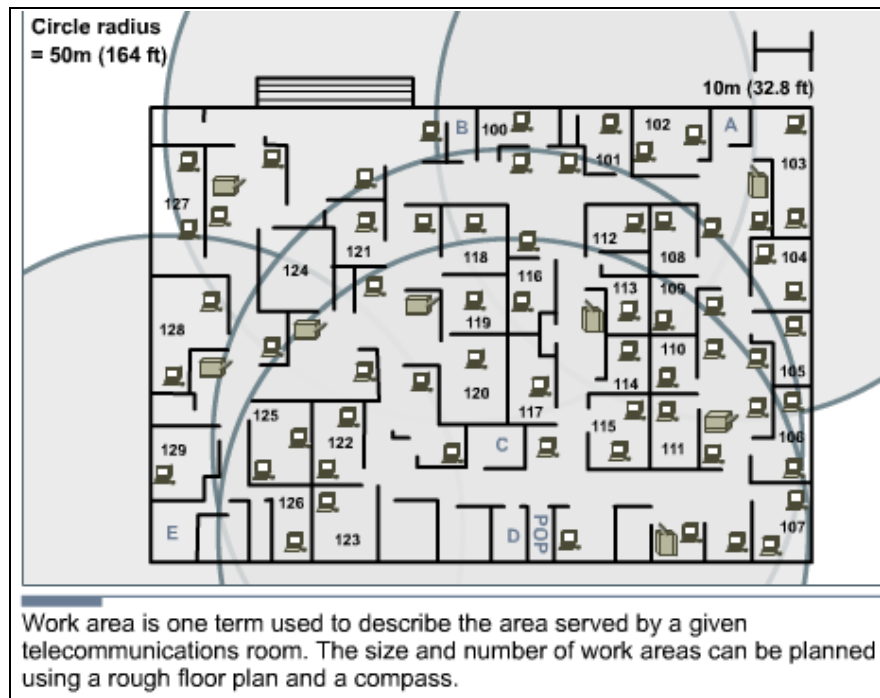 Circle radius
= 50m (164 ft)
10m (32.8 ft)
B 100 102 A
101 103
127
112
121 108
118 104
124 116
113 109
128 119
110
105
120 114
117
125 115 106
122 C 111
129
126 107
E D POP
123
Work area is one term used to describe the area served by a given
telecommunications room. The size and number of work areas can be planned
using a rough floor plan and a compass.